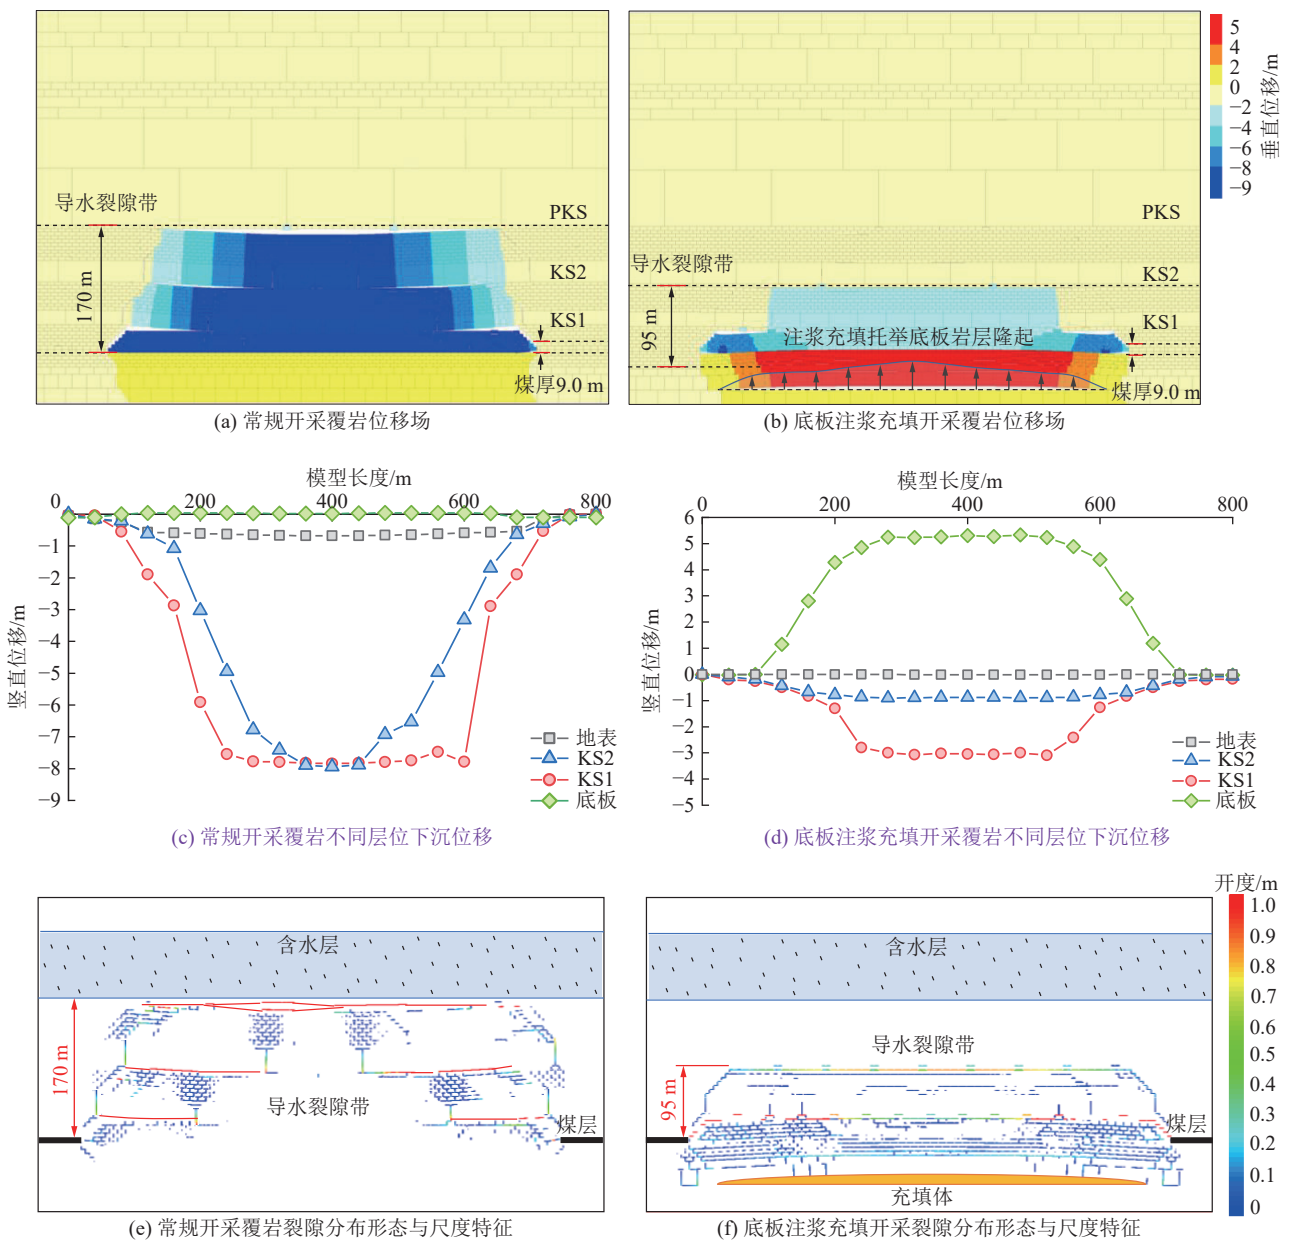 导水裂隙带
PKS
KS2
KS1
170 m
煤厚9.0 m
(a) 常规开采覆岩位移场
PKS
导水裂隙带
KS2
KS1
95 m
注浆充填托举底板岩层隆起
煤厚9.0 m
(b) 底板注浆充填开采覆岩位移场
5
4
2
0
−2
−4
−6
−8
−9
垂直位移/m
模型长度/m
0 200 400 600 800
0
−1
−2
−3
−4
−5
−6
−7
−8
−9
竖直位移/m
地表
KS2
KS1
底板
(c) 常规开采覆岩不同层位下沉位移
模型长度/m
0 200 400 600 800
6
5
4
3
2
1
0
−1
−2
−3
−4
−5
竖直位移/m
地表
KS2
KS1
底板
(d) 底板注浆充填开采覆岩不同层位下沉位移
含水层
170 m
导水裂隙带
煤层
(e) 常规开采覆岩裂隙分布形态与尺度特征
含水层
导水裂隙带
95 m
煤层
充填体
(f) 底板注浆充填开采裂隙分布形态与尺度特征
开度/m
1.0
0.9
0.8
0.7
0.6
0.5
0.4
0.3
0.2
0.1
0